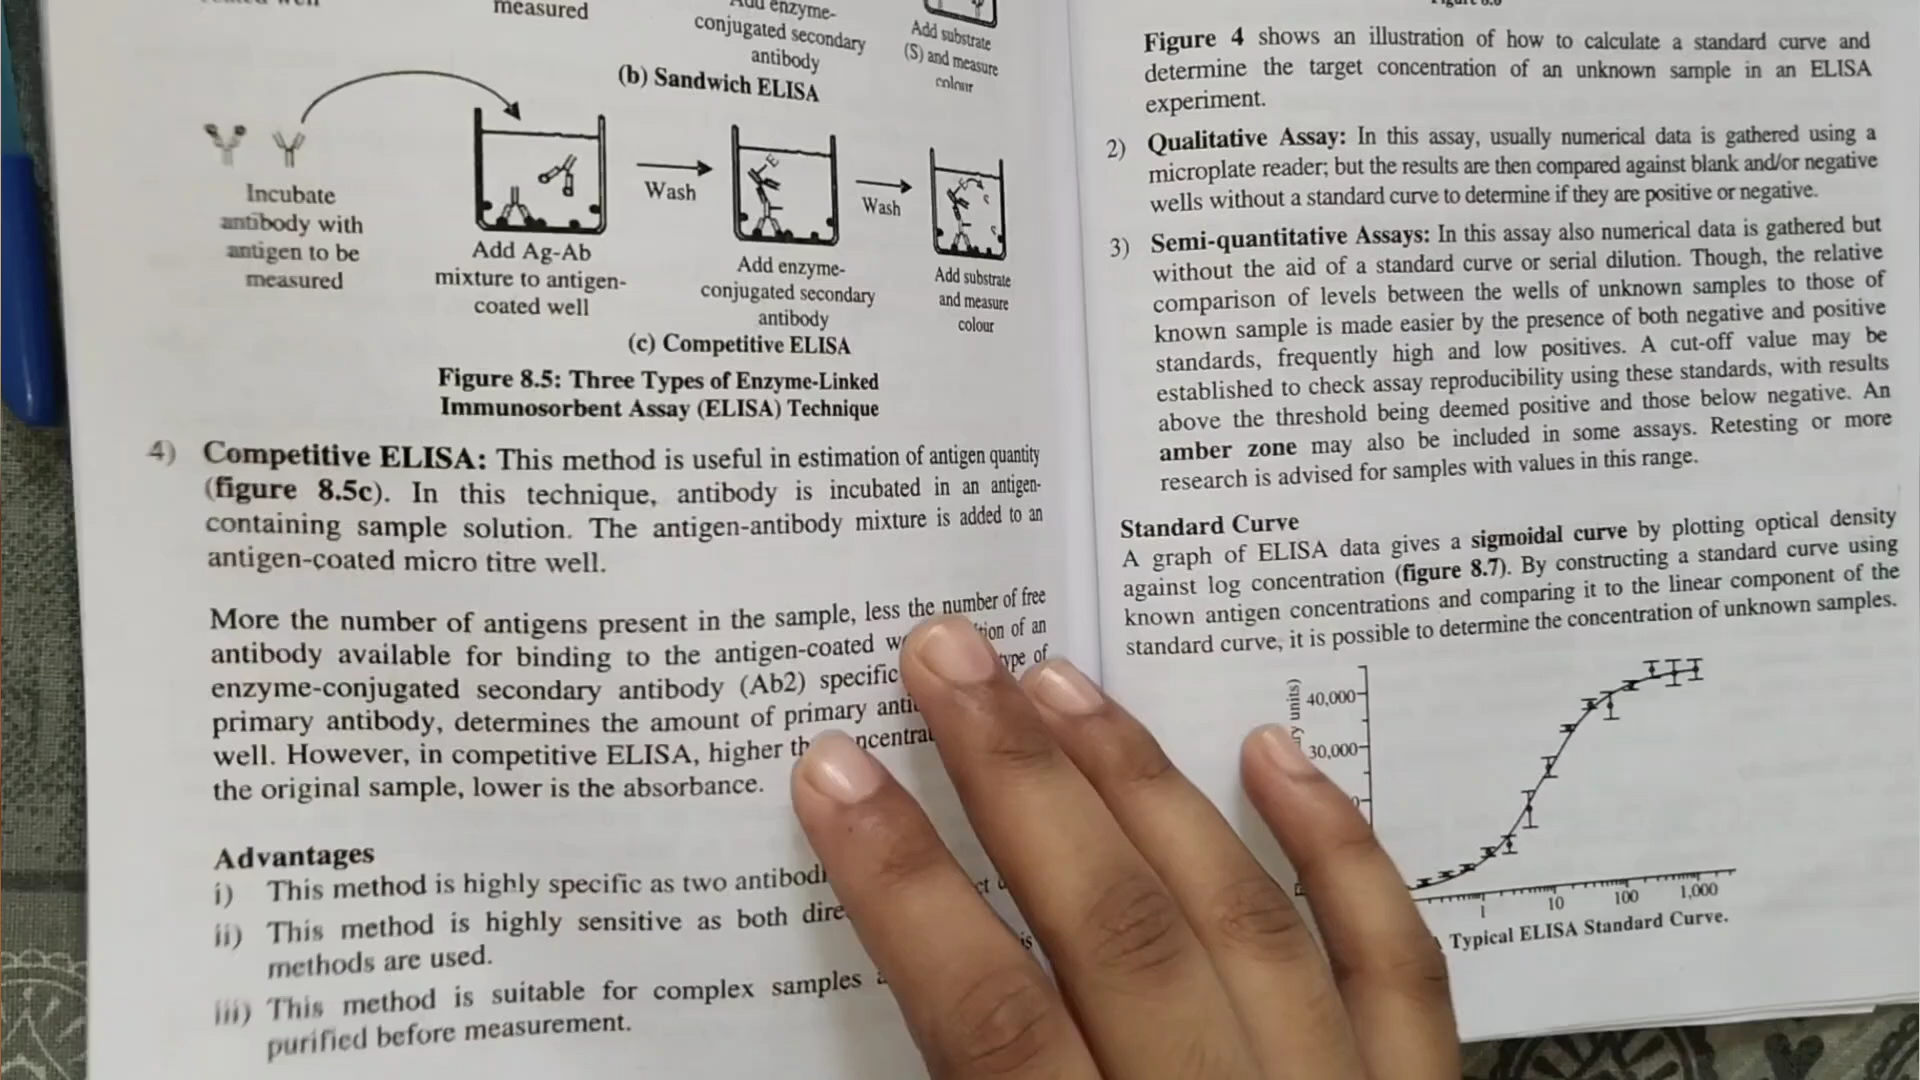 measured
enzyme-
conjugated secondary
antibody
Add substrate
(S) and measure
colour
(b) Sandwich ELISA
Incubate
antibody with
antigen to be
measured
Add Ag-Ab
mixture to antigen-
coated well
Wash
E
Add enzyme-
conjugated secondary
antibody
Wash
S
S
Add substrate
and measure
colour
(c) Competitive ELISA
Figure 8.5: Three Types of Enzyme-Linked
Immunosorbent Assay (ELISA) Technique
4) Competitive ELISA: This method is useful in estimation of antigen quantity
(figure 8.5c). In this technique, antibody is incubated in an antigen-
containing sample solution. The antigen-antibody mixture is added to an
antigen-coated micro titre well.
More the number of antigens present in the sample, less the number of free
antibody available for binding to the antigen-coated of an
enzyme-conjugated secondary antibody (Ab2) specific of
primary antibody, determines the amount of primary
well. However, in competitive ELISA, higher
the original sample, lower is the absorbance.
Advantages
i) This method is highly specific as two
ii) This method is highly sensitive as both
methods are used.
iii) This method is suitable for complex samples
purified before measurement.
Figure 4 shows an illustration of how to calculate a standard curve and
determine the target concentration of an unknown sample in an ELISA
experiment.
2) Qualitative Assay: In this assay, usually numerical data is gathered using a
microplate reader; but the results are then compared against blank and/or negative
wells without a standard curve to determine if they are positive or negative.
3) Semi-quantitative Assays: In this assay also numerical data is gathered but
without the aid of a standard curve or serial dilution. Though, the relative
comparison of levels between the wells of unknown samples to those of
known sample is made easier by the presence of both negative and positive
standards, frequently high and low positives. A cut-off value may be
established to check assay reproducibility using these standards, with results
above the threshold being deemed positive and those below negative. An
amber zone may also be included in some assays. Retesting or more
research is advised for samples with values in this range.
Standard Curve
A graph of ELISA data gives a sigmoidal curve by plotting optical density
against log concentration (figure 8.7). By constructing a standard curve using
known antigen concentrations and comparing it to the linear component of the
standard curve, it is possible to determine the concentration of unknown samples.
units)
40,000
30,000
1 10 100 1,000
Typical ELISA Standard Curve.